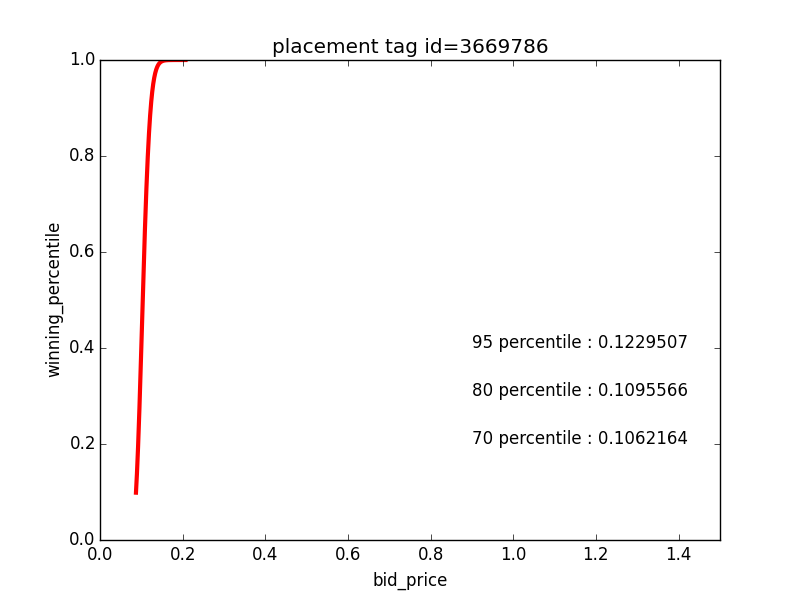 placement tag id=3669786
1.0
0.8
0.6
0.4
0.2
0.0
winning_percentile
95 percentile : 0.1229507
80 percentile : 0.1095566
70 percentile : 0.1062164
0.0 0.2 0.4 0.6 0.8 1.0 1.2 1.4
bid_price